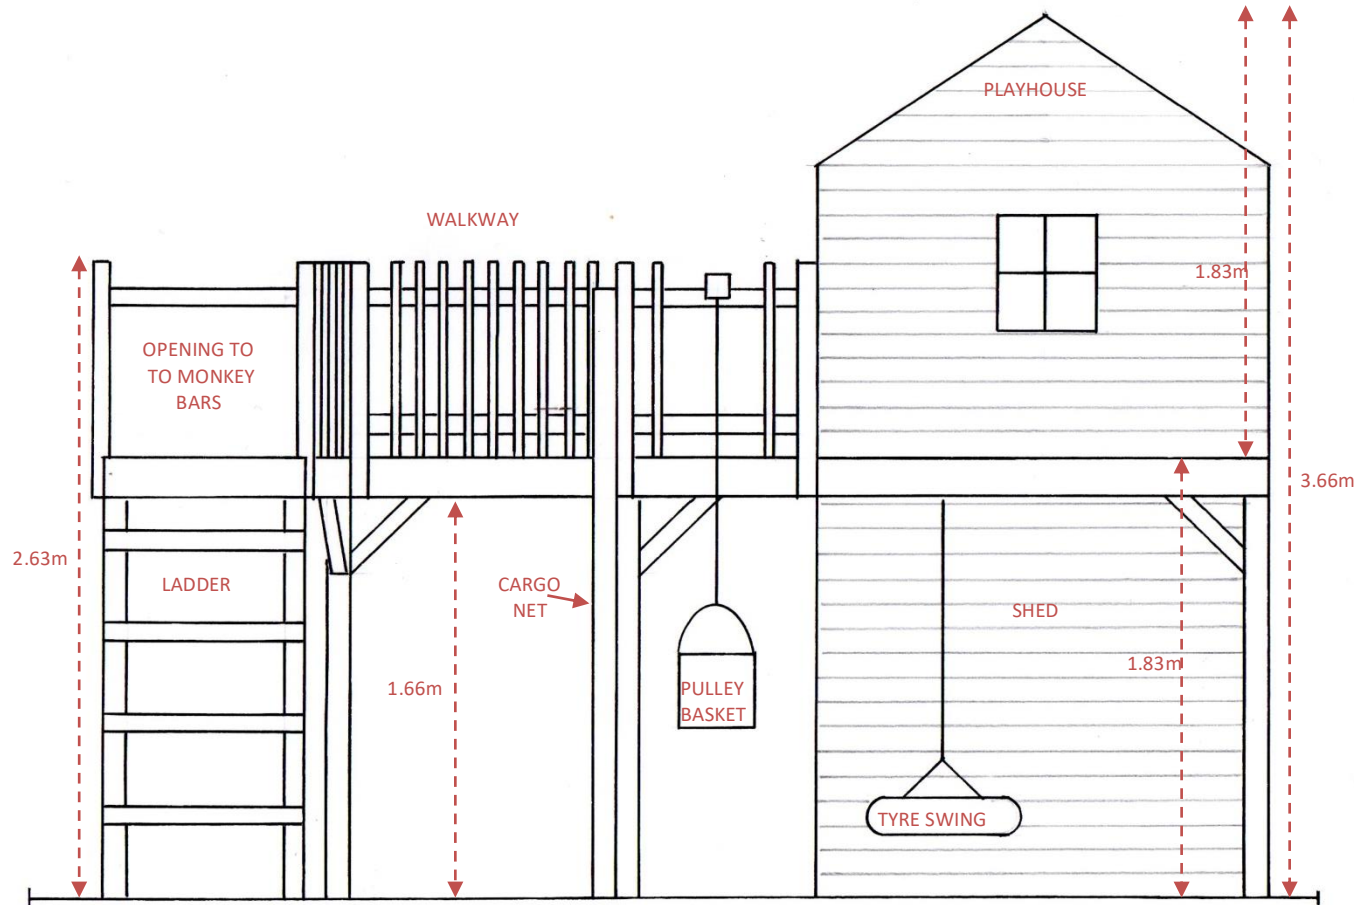 PLAYHOUSE
WALKWAY
1.83m
OPENING TO
TO MONKEY
BARS
3.66m
2.63m
LADDER
CARGO
NET
SHED
1.83m
1.66m
PULLEY
BASKET
TYRE SWING